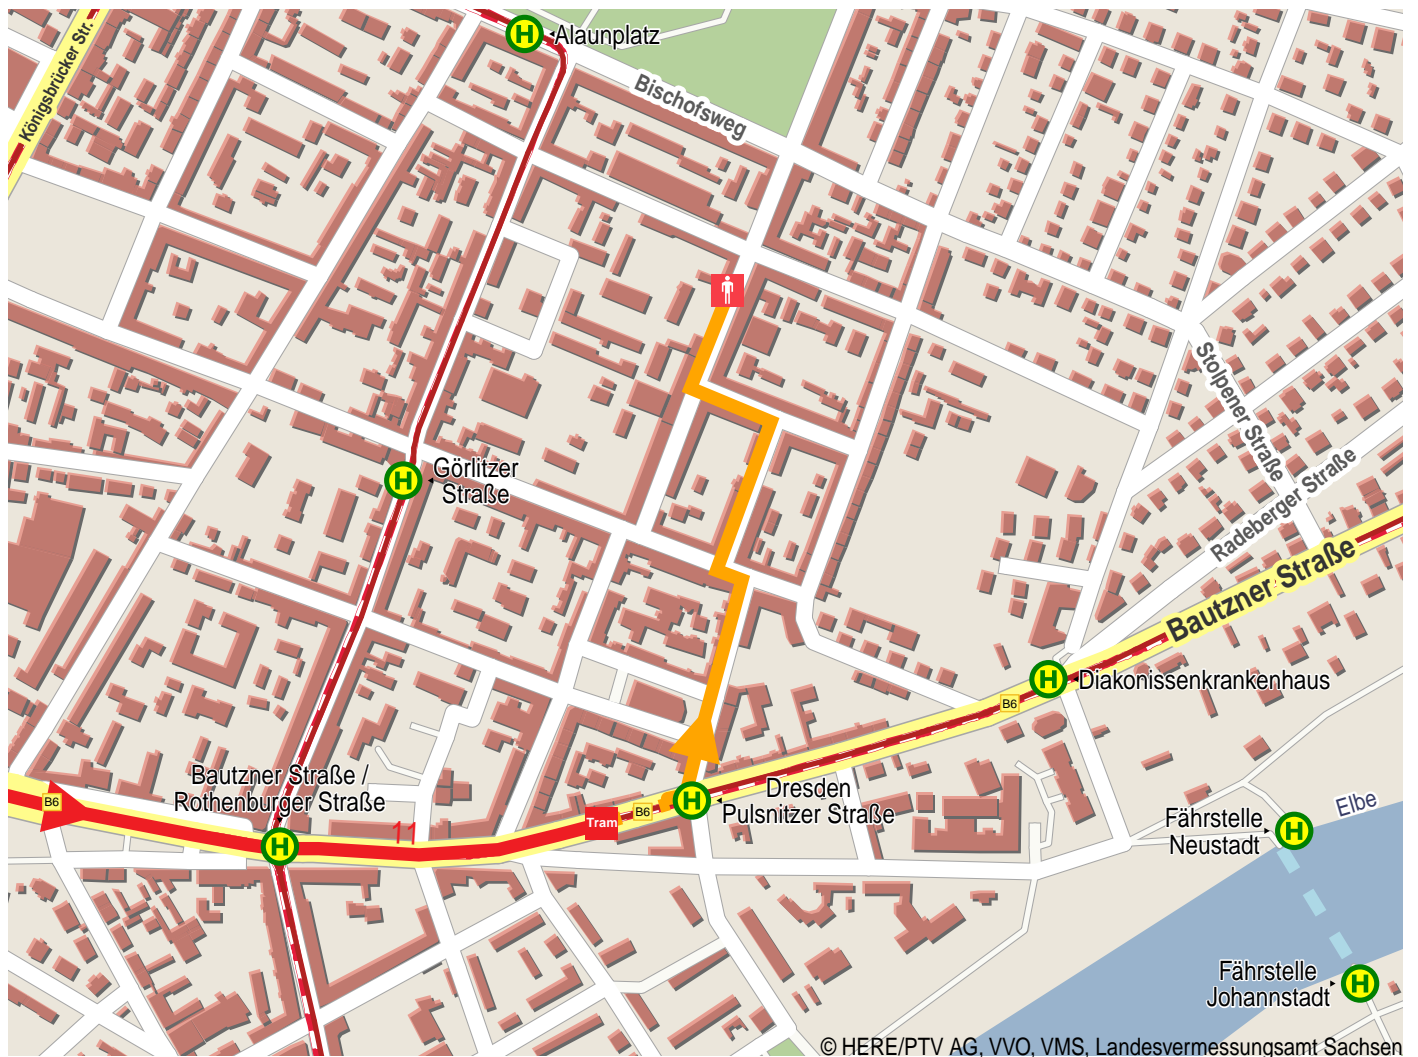 H
Alaunplatz
Königsbrücker Str.
Bischofsweg
Stolpener Straße
H
Görlitzer
Straße
Radeberger Straße
Bautzner Straße
H
Diakonissenkrankenhaus
B6
Bautzner Straße /
Rothenburger Straße
B6
H
11
Tram
B6
H
Dresden
Pulsnitzer Straße
Elbe
Fährstelle
Neustadt
H
Fährstelle
Johannstadt
H
© HERE/PTV AG, VVO, VMS, Landesvermessungsamt Sachsen